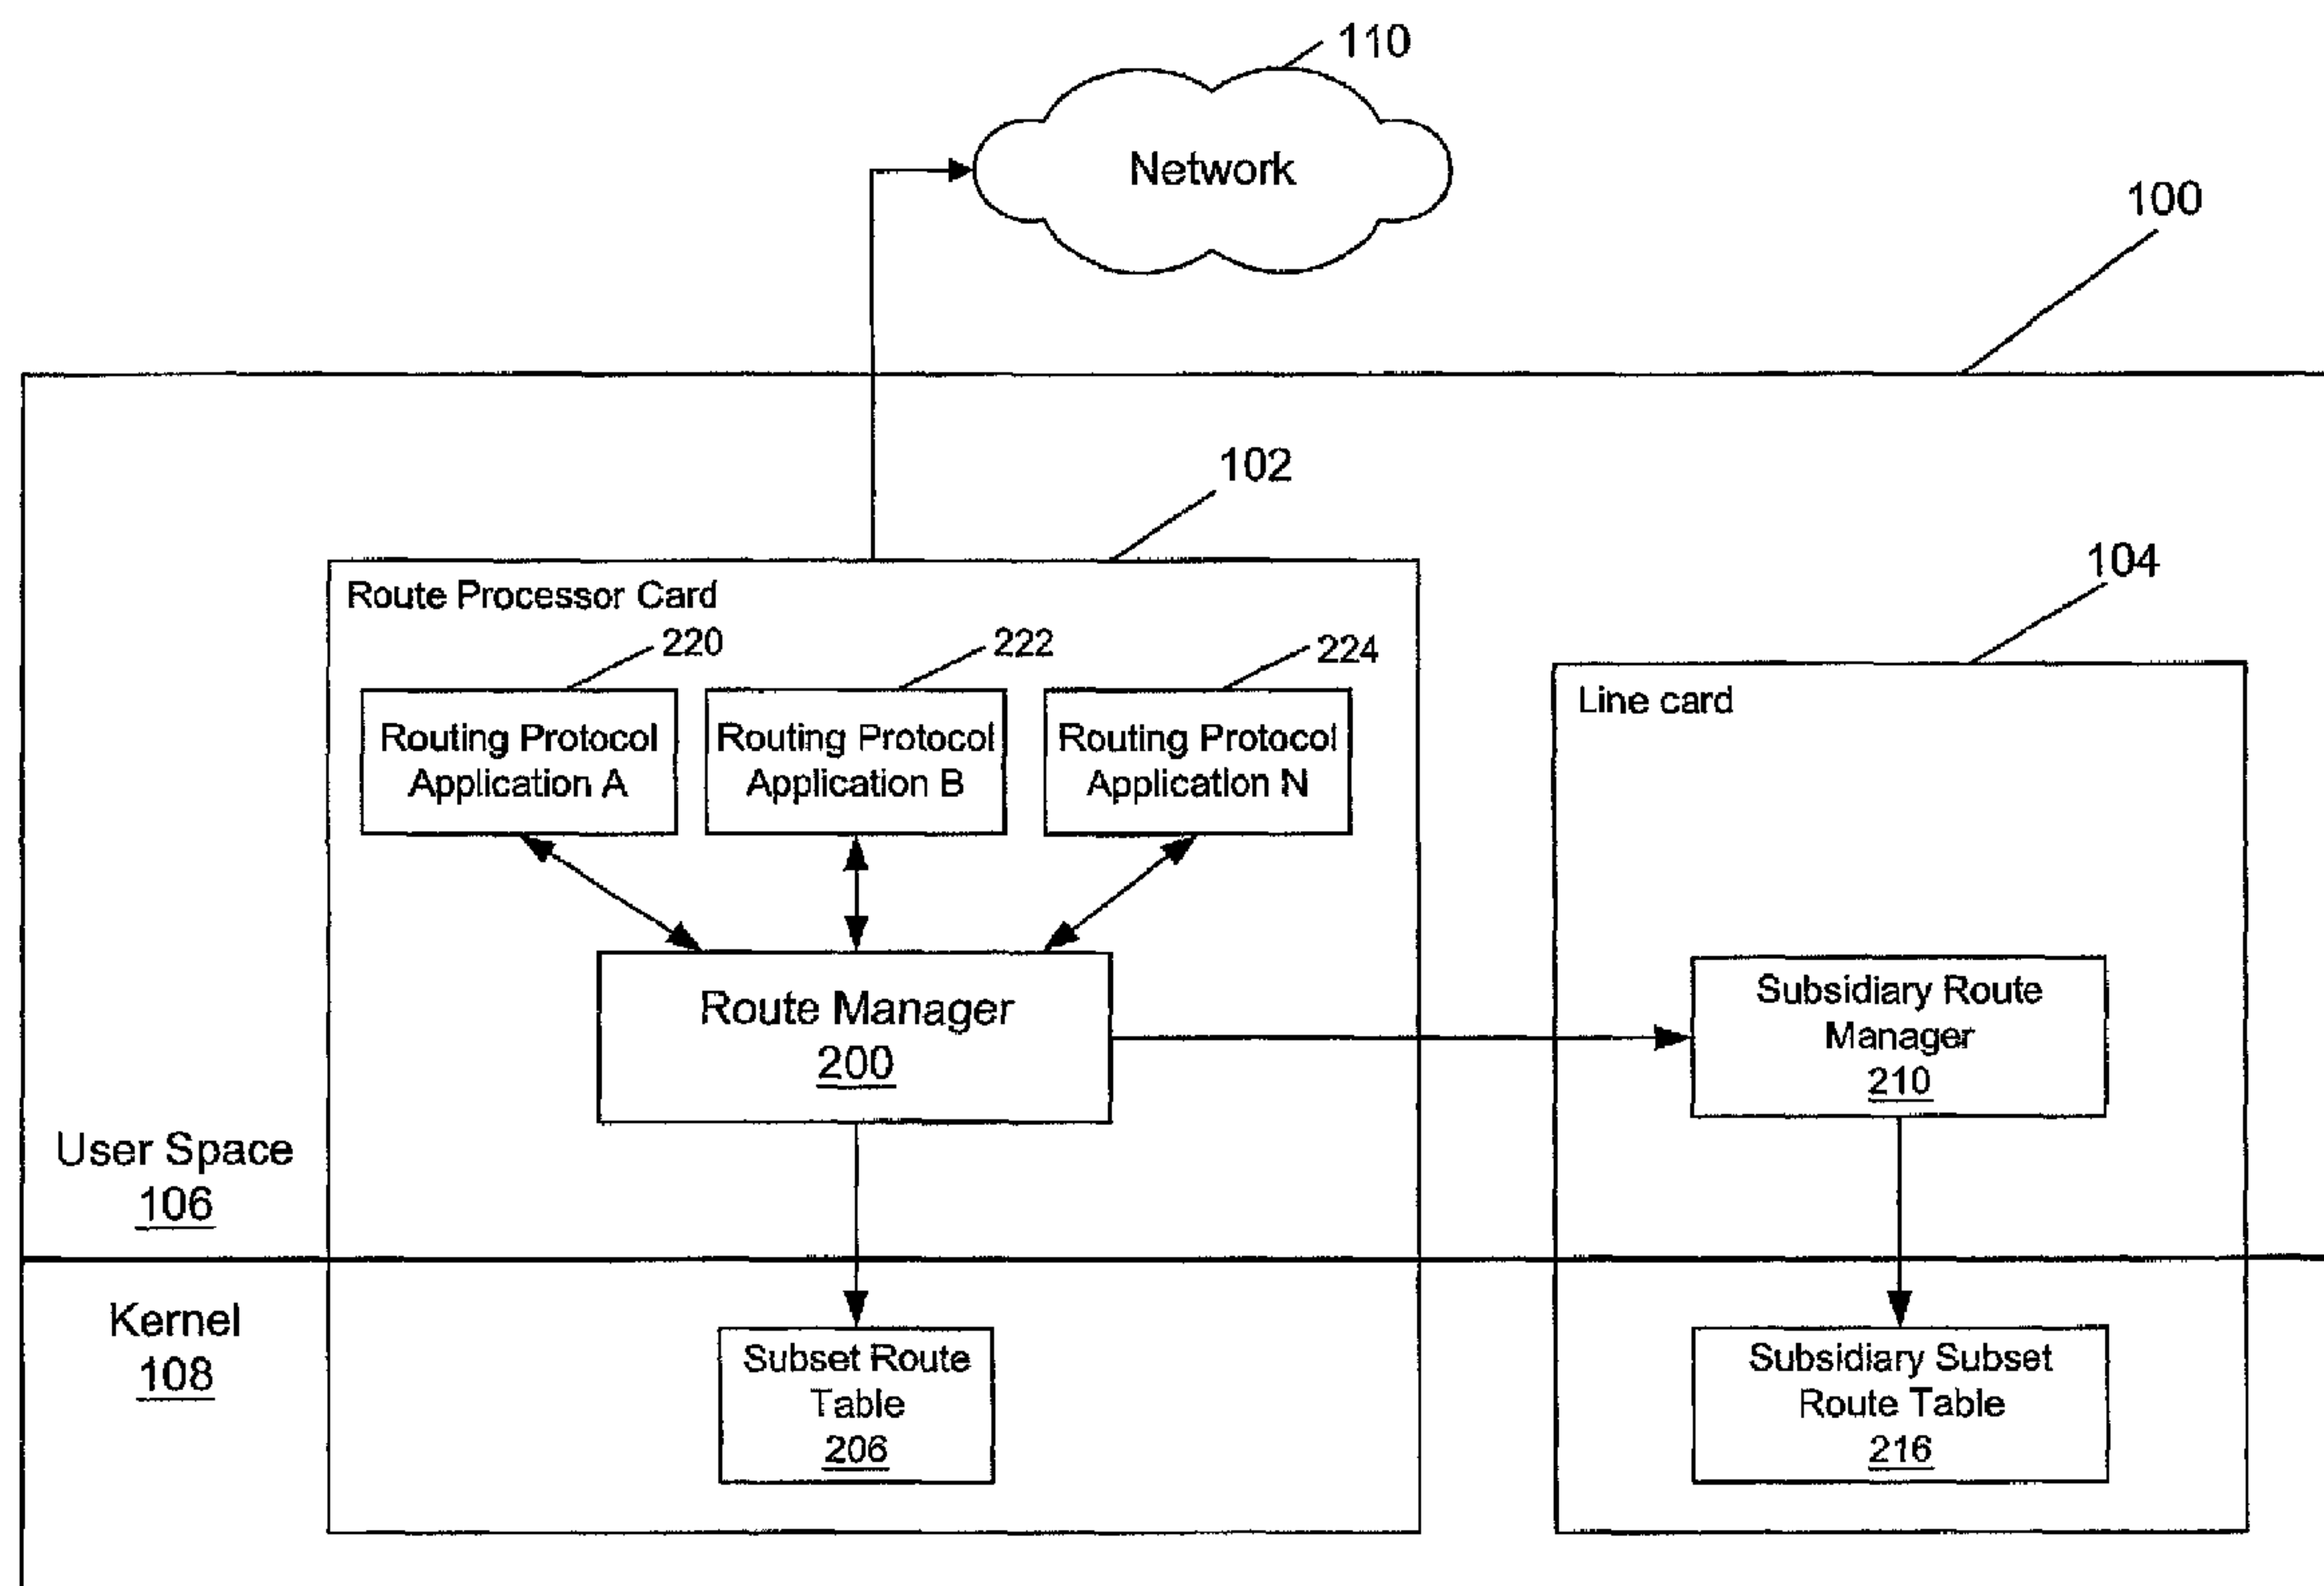 110
Network
100
102
104
Route Processor Card
220
222
224
Line card
Routing Protocol
Application A
Routing Protocol
Application B
Routing Protocol
Application N
Route Manager
200
Subsidiary Route
Manager
210
User Space
106
Kernel
108
Subset Route
Table
206
Subsidiary Subset
Route Table
216